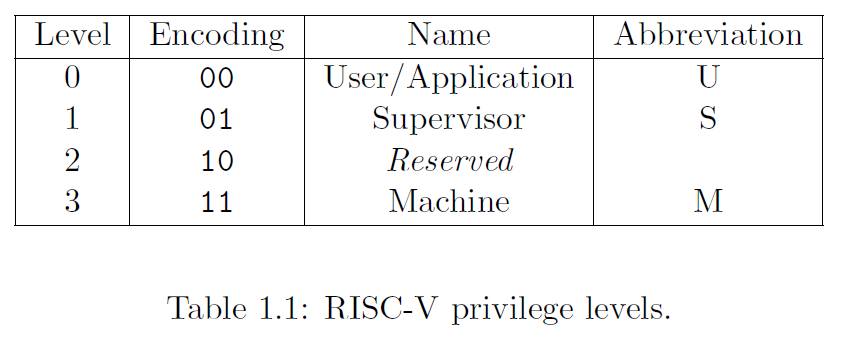 Level Encoding Name Abbreviation
0 00 User/Application U
1 01 Supervisor S
2 10 Reserved
3 11 Machine M
Table 1.1: RISC-V privilege levels.